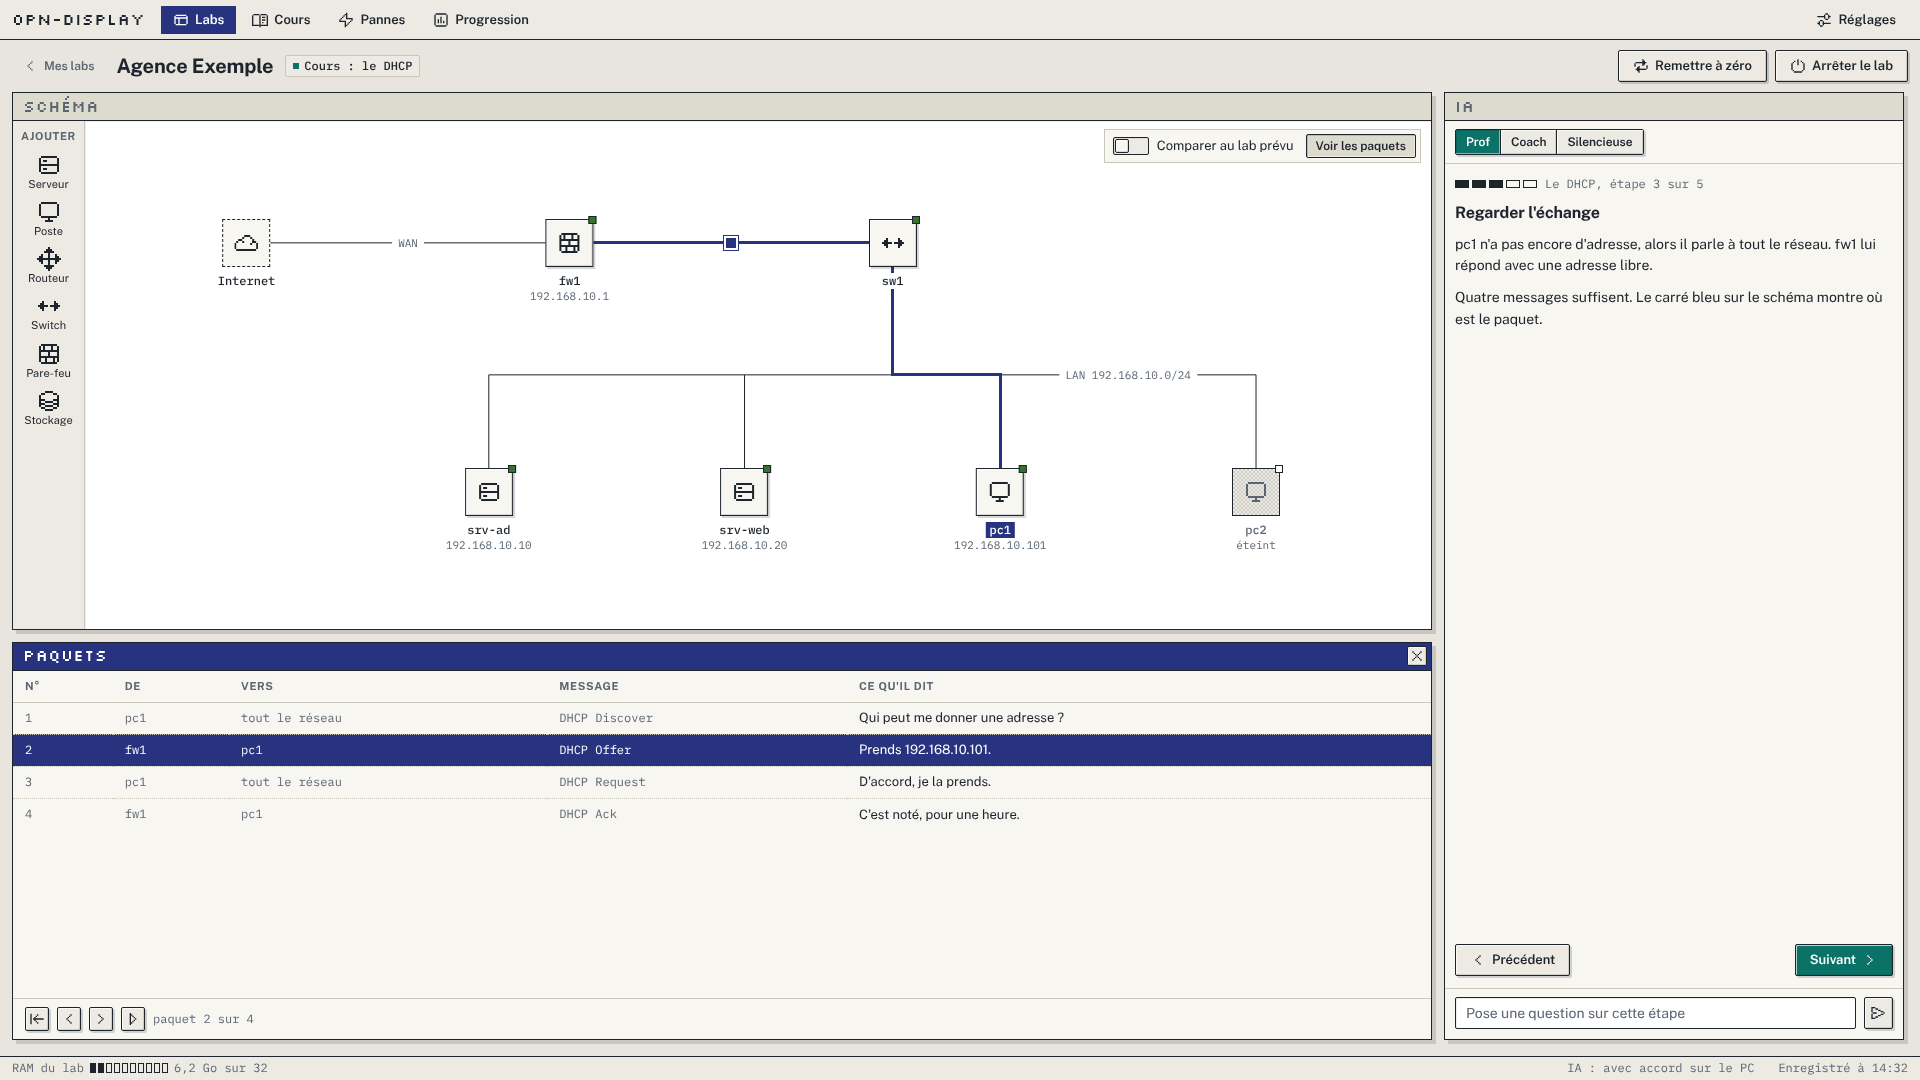 OPN-DISPLAY
Labs
Cours
Pannes
Progression
Réglages
Mes labs
Agence Exemple
Cours : le DHCP
Remettre à zéro
Arrêter le lab
SCHÉMA
AJOUTER
Serveur
Poste
Routeur
Switch
Pare-feu
Stockage
Comparer au lab prévu
Voir les paquets
WAN
Internet
fw1
192.168.10.1
sw1
LAN 192.168.10.0/24
srv-ad
192.168.10.10
srv-web
192.168.10.20
pc1
192.168.10.101
pc2
éteint
PAQUETS
N° DE VERS MESSAGE CE QU'IL DIT
1 pc1 tout le réseau DHCP Discover Qui peut me donner une adresse ?
2 fw1 pc1 DHCP Offer Prends 192.168.10.101.
3 pc1 tout le réseau DHCP Request D'accord, je la prends.
4 fw1 pc1 DHCP Ack C'est noté, pour une heure.
paquet 2 sur 4
IA
Prof
Coach
Silencieuse
Le DHCP, étape 3 sur 5
Regarder l'échange
pc1 n'a pas encore d'adresse, alors il parle à tout le réseau. fw1 lui
répond avec une adresse libre.
Quatre messages suffisent. Le carré bleu sur le schéma montre où
est le paquet.
Précédent
Suivant
Pose une question sur cette étape
RAM du lab 6,2 Go sur 32
IA : avec accord sur le PC
Enregistré à 14:32